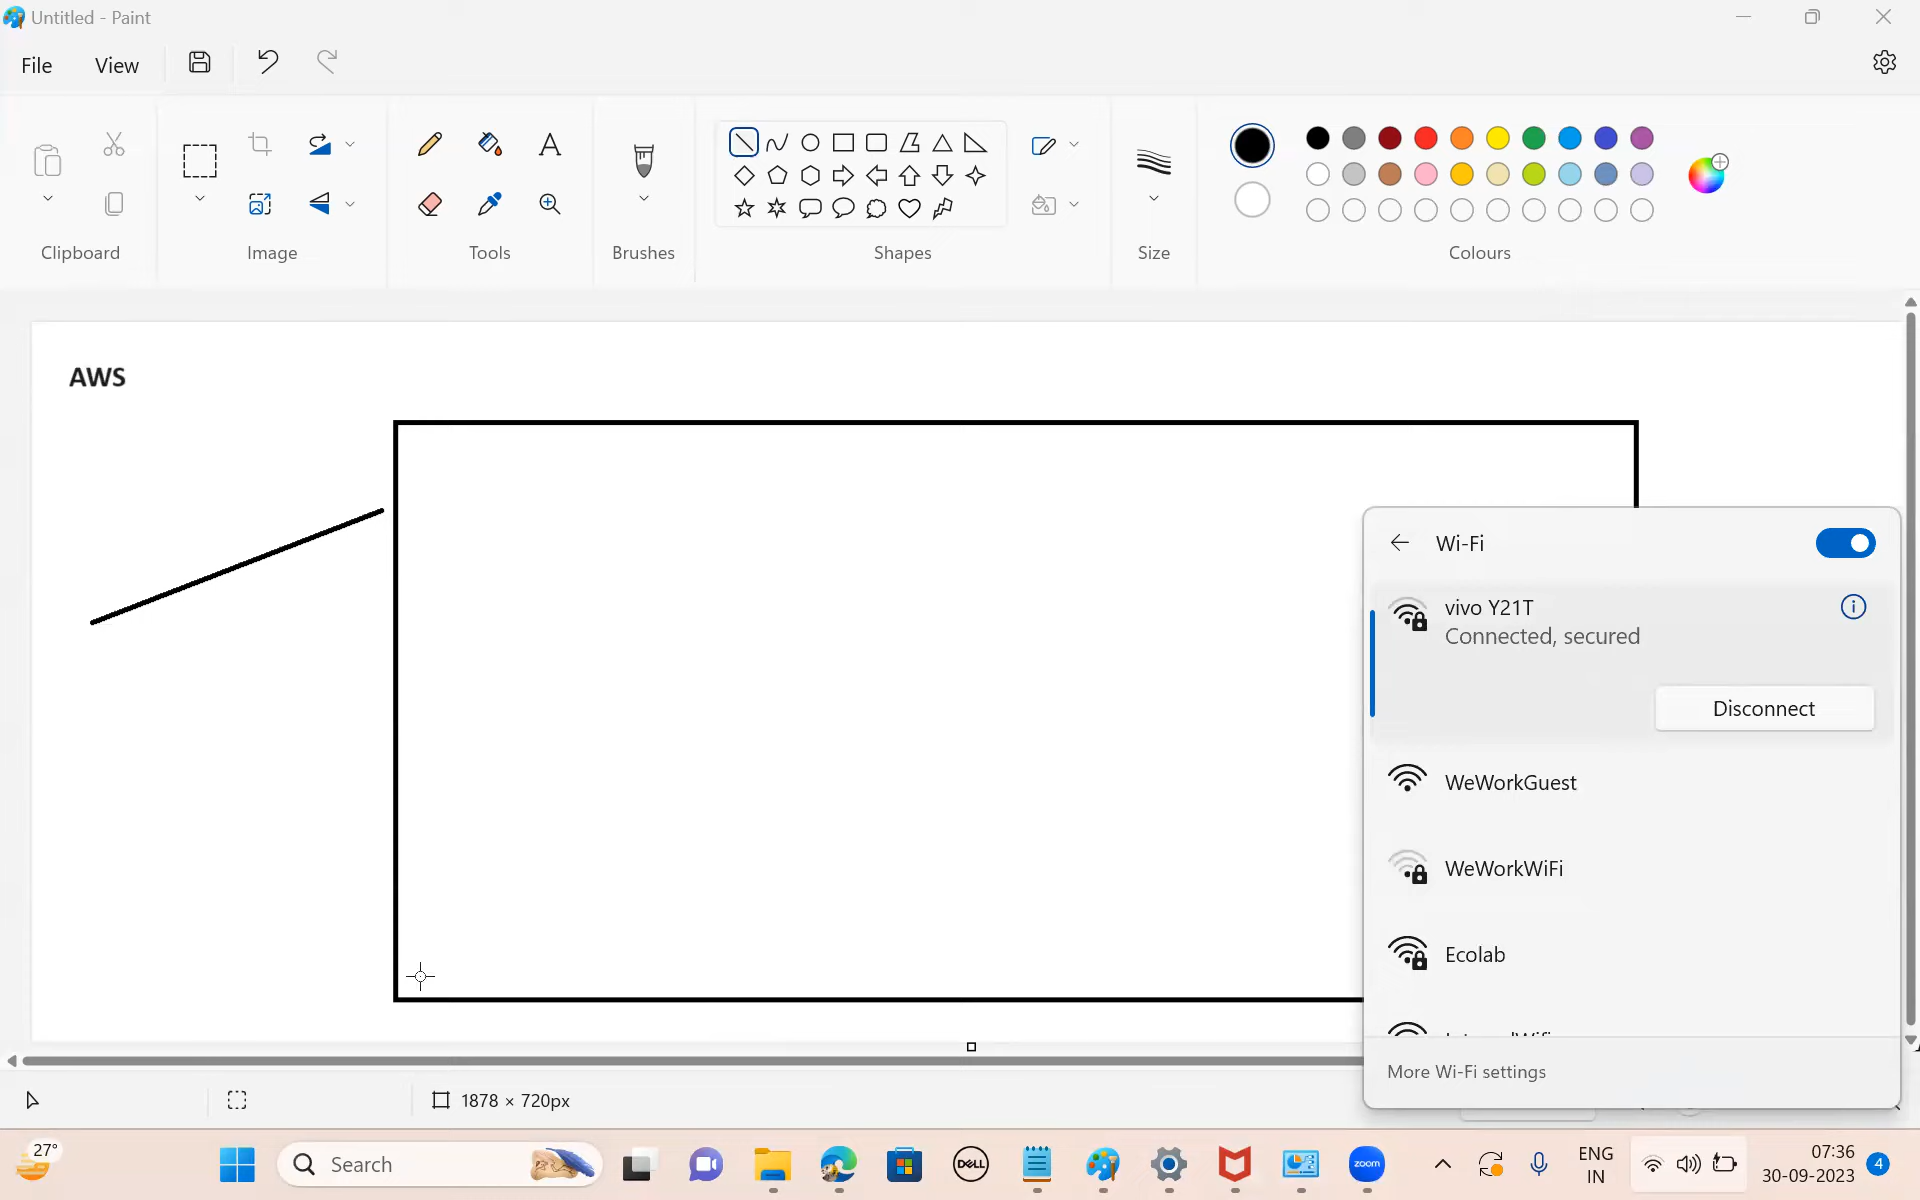 Untitled - Paint
File View
Clipboard
Image
Tools
Brushes
Shapes
Size
Colours
AWS
Wi-Fi
vivo Y21T
Connected, secured
Disconnect
WeWorkGuest
WeWorkWiFi
Ecolab
More Wi-Fi settings
1878 × 720px
27°
Search
DELL
zoom
ENG
IN
07:36
30-09-2023
4